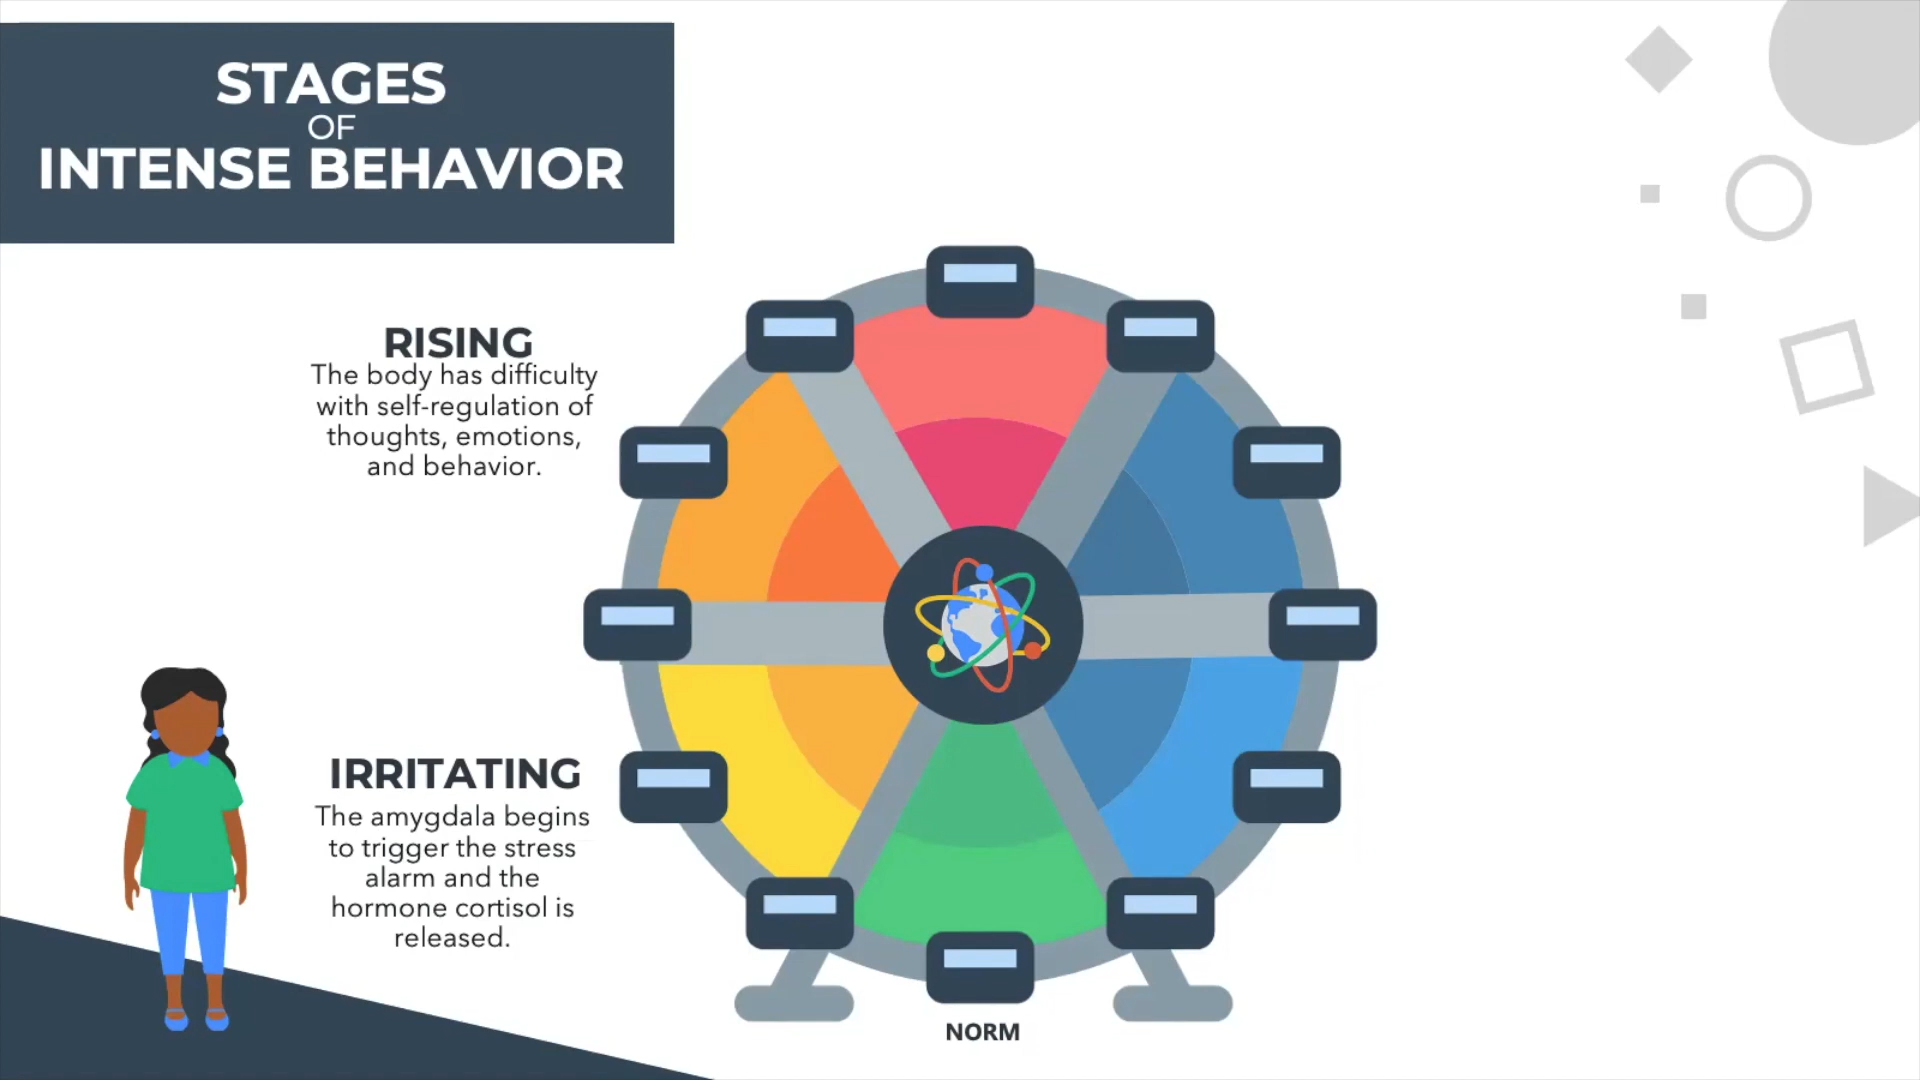 STAGES
OF
INTENSE BEHAVIOR
RISING
The body has difficulty
with self-regulation of
thoughts, emotions,
and behavior.
IRRITATING
The amygdala begins
to trigger the stress
alarm and the
hormone cortisol is
released.
NORM